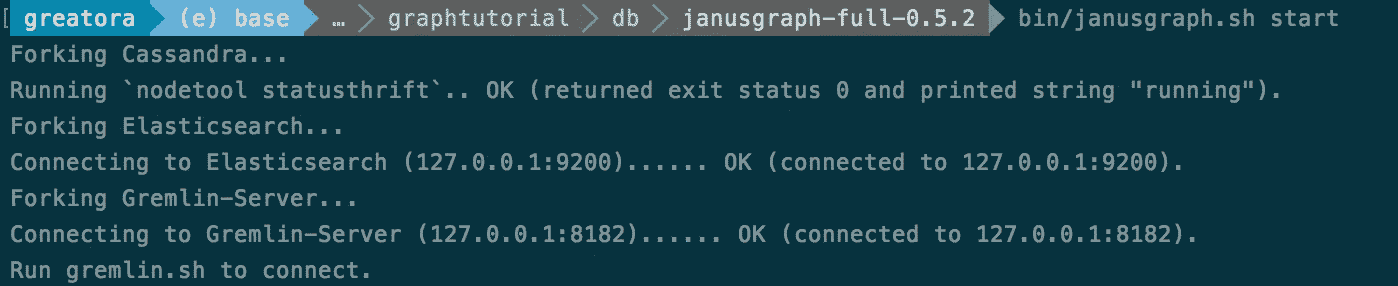 [ greatora (e) base … graphtutorial db janusgraph-full-0.5.2 bin/janusgraph.sh start
Forking Cassandra...
Running `nodetool statusthrift`.. OK (returned exit status 0 and printed string "running").
Forking Elasticsearch...
Connecting to Elasticsearch (127.0.0.1:9200)...... OK (connected to 127.0.0.1:9200).
Forking Gremlin-Server...
Connecting to Gremlin-Server (127.0.0.1:8182)...... OK (connected to 127.0.0.1:8182).
Run gremlin.sh to connect.